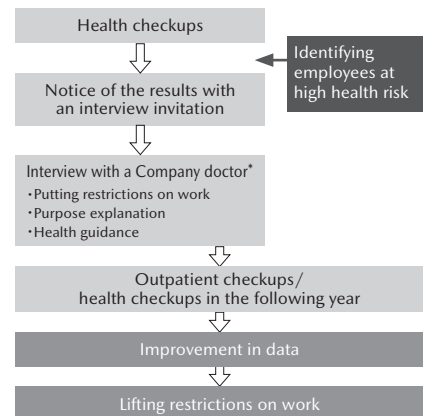 Health checkups
Identifying
employees at
high health risk
Notice of the results with
an interview invitation
Interview with a Company doctor*
・Putting restrictions on work
・Purpose explanation
・Health guidance
Outpatient checkups/
health checkups in the following year
Improvement in data
Lifting restrictions on work